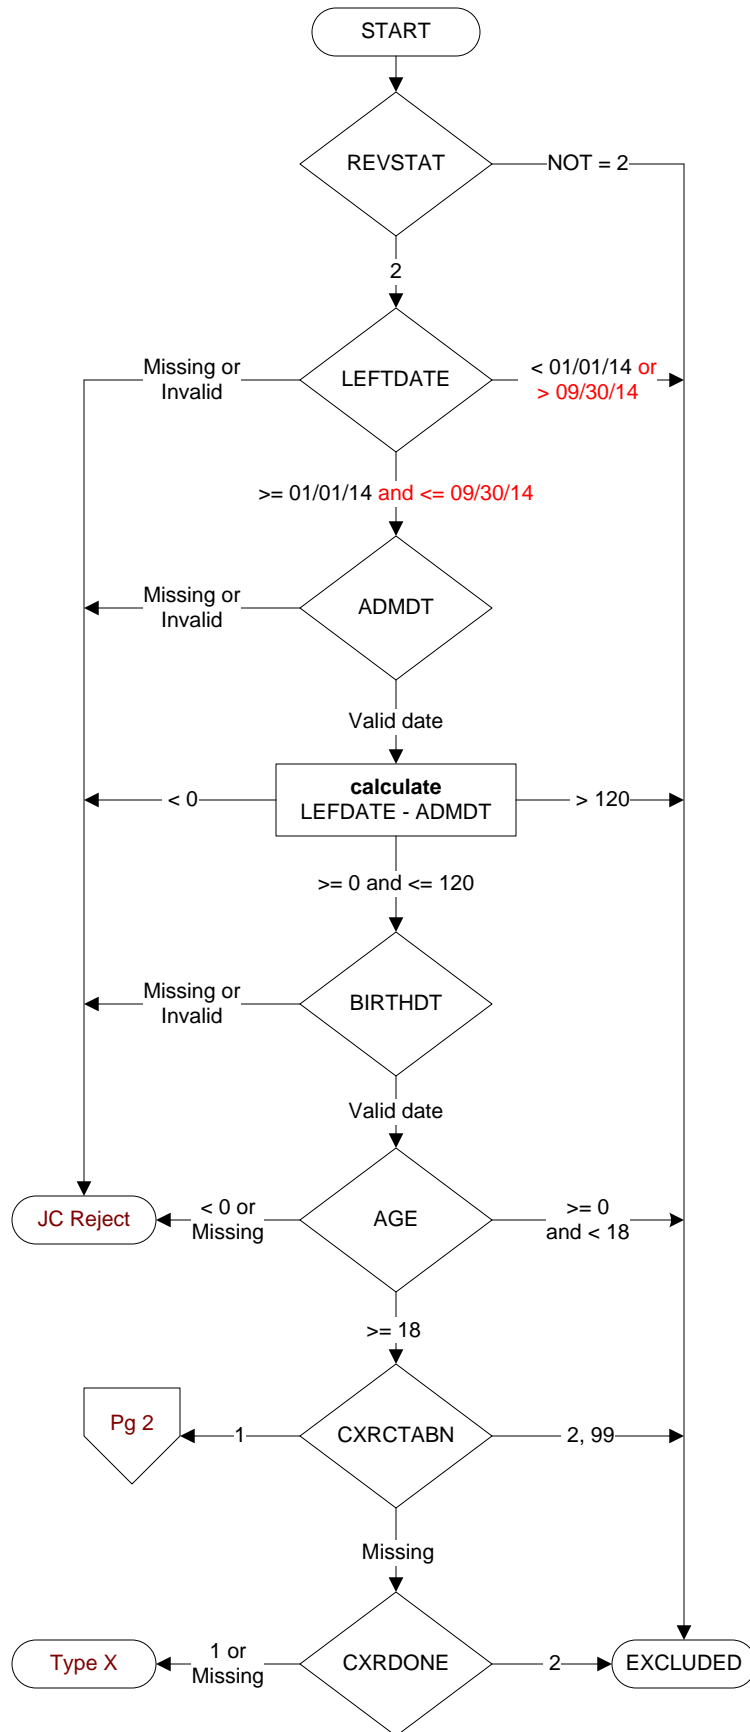 START
REVSTAT
NOT = 2
2
Missing or
Invalid
LEFTDATE
< 01/01/14 or
> 09/30/14
>= 01/01/14 and <= 09/30/14
Missing or
Invalid
ADMDT
Valid date
< 0
calculate
LEFDATE - ADMDT
> 120
>= 0 and <= 120
Missing or
Invalid
BIRTHDT
Valid date
JC Reject
< 0 or
Missing
AGE
>= 0
and < 18
>= 18
Pg 2
1
CXRCTABN
2, 99
Missing
Type X
1 or
Missing
CXRDONE
2
EXCLUDED